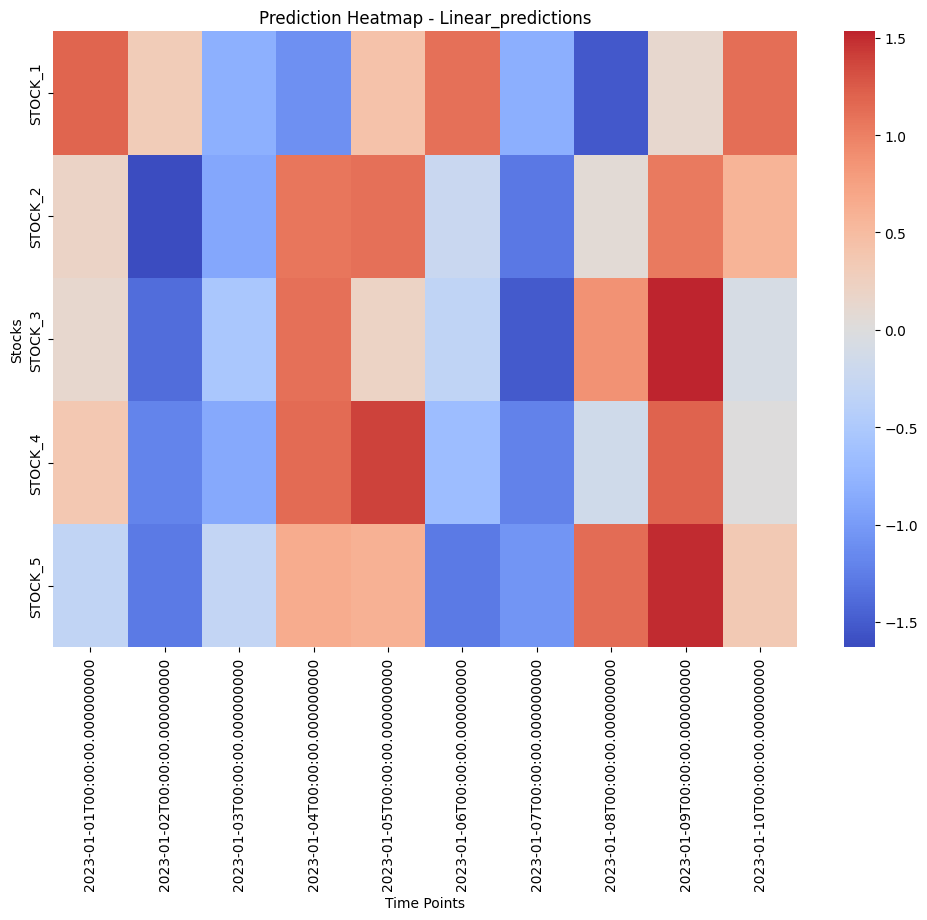 Prediction Heatmap - Linear_predictions
Stocks
STOCK_1
STOCK_2
STOCK_3
STOCK_4
STOCK_5
1.5
1.0
0.5
0.0
−0.5
−1.0
−1.5
2023-01-01T00:00:00.000000000
2023-01-02T00:00:00.000000000
2023-01-03T00:00:00.000000000
2023-01-04T00:00:00.000000000
2023-01-05T00:00:00.000000000
2023-01-06T00:00:00.000000000
2023-01-07T00:00:00.000000000
2023-01-08T00:00:00.000000000
2023-01-09T00:00:00.000000000
2023-01-10T00:00:00.000000000
Time Points